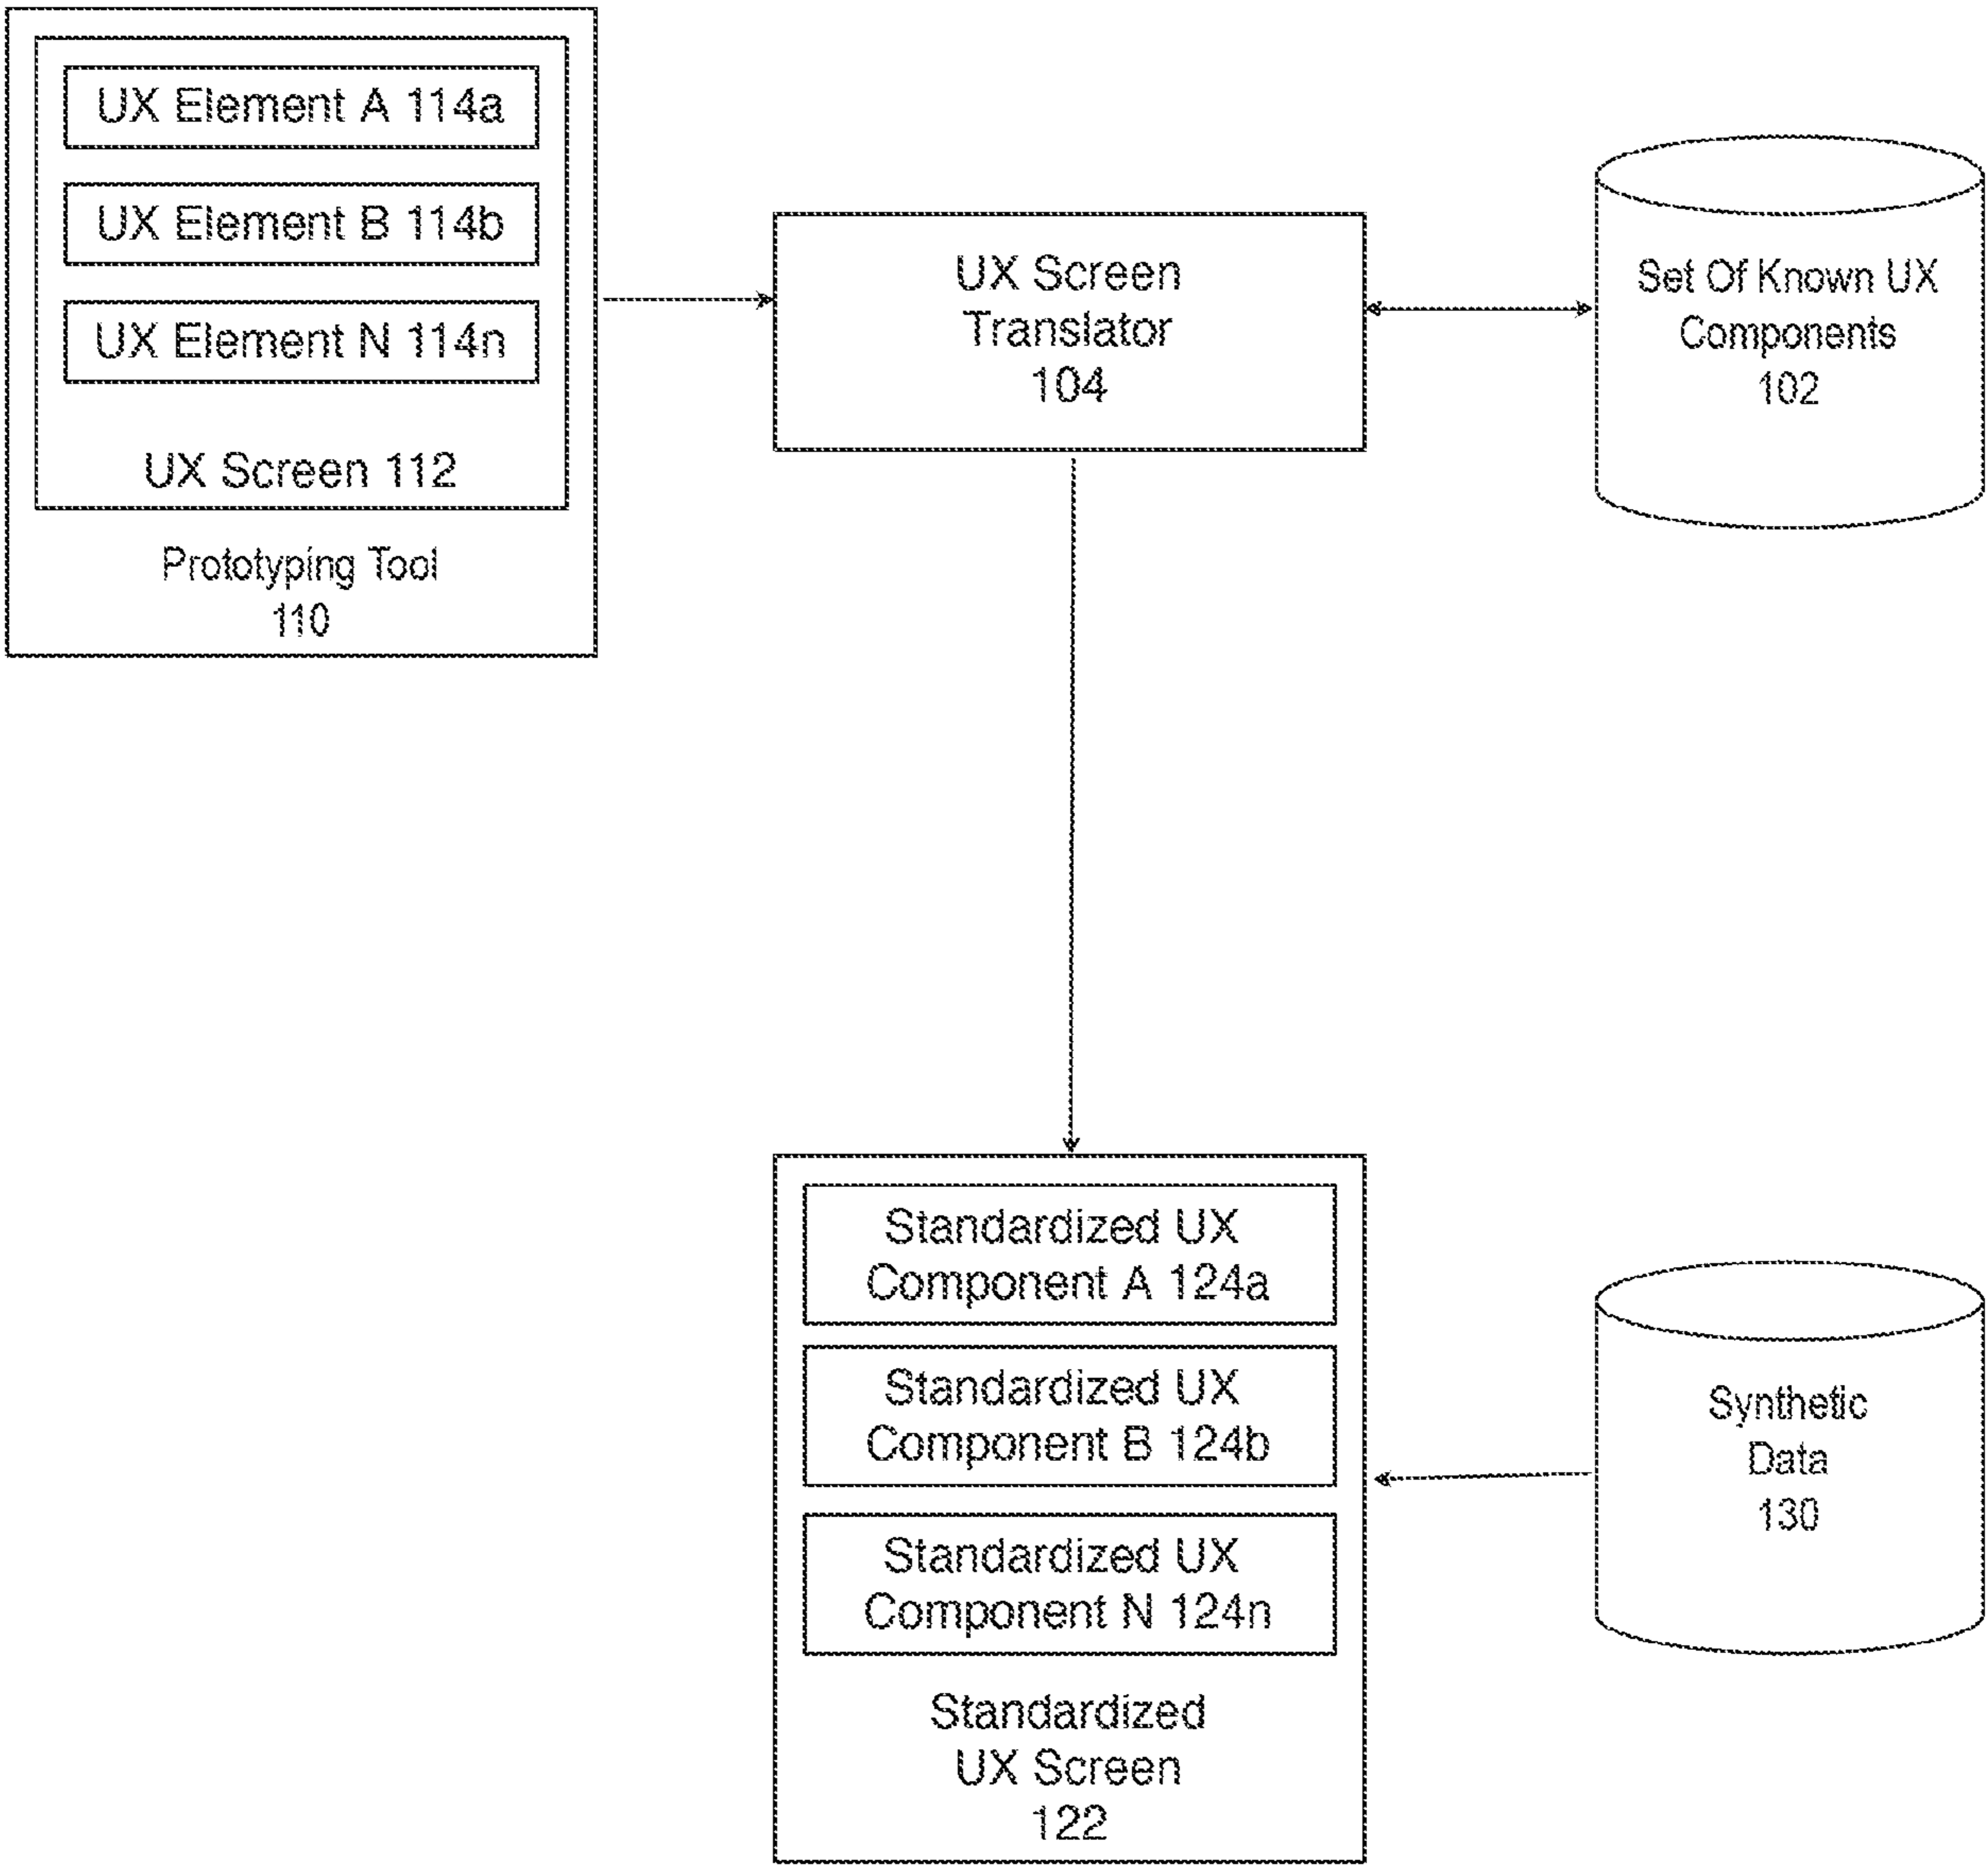 UX Element A 114a
UX Element B 114b
UX Element N 114n
UX Screen 112
Prototyping Tool
110
UX Screen
Translator
104
Set Of Known UX
Components
102
Standardized UX
Component A 124a
Standardized UX
Component B 124b
Standardized UX
Component N 124n
Standardized
UX Screen
122
Synthetic
Data
130